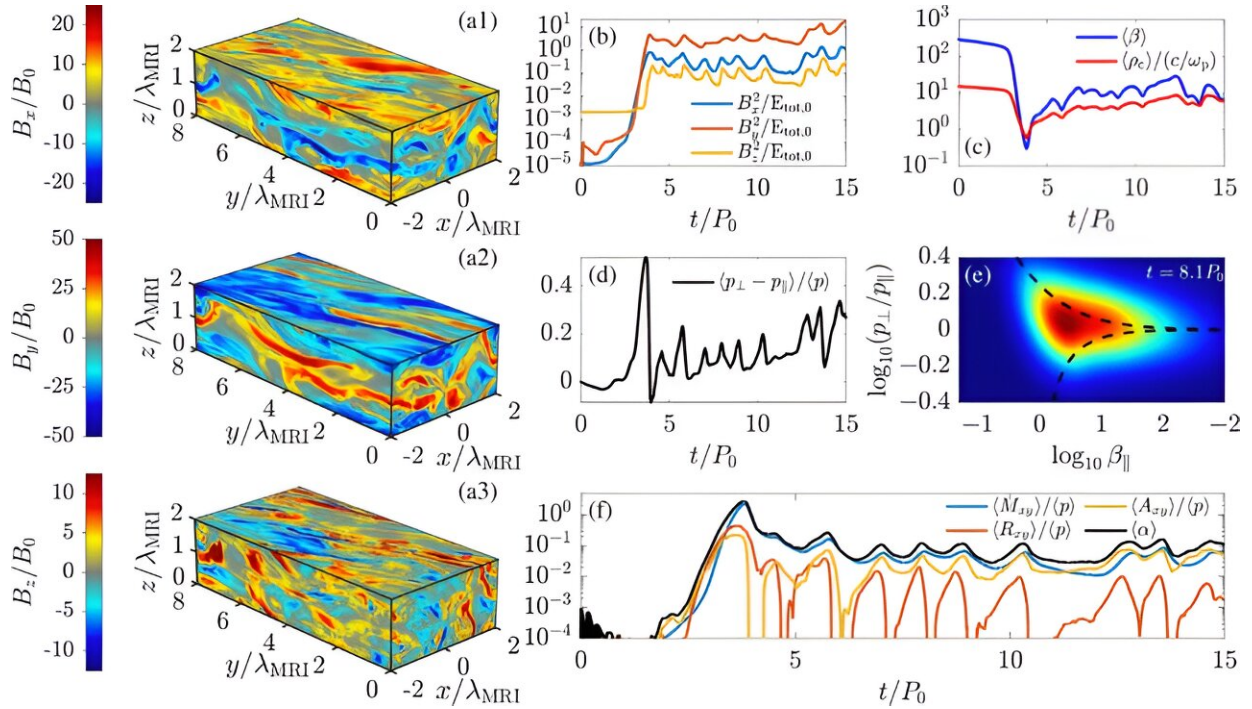 B_x/B_0
20
10
0
-10
-20
(a1)
z/λ_MRI
2
1
0
8
6
4
2
0
y/λ_MRI
-2
0
2
x/λ_MRI
(b)
10^1
10^0
10^-1
10^-2
10^-3
10^-4
10^-5
B_x^2/E_tot,0
B_y^2/E_tot,0
B_z^2/E_tot,0
0 5 10 15
t/P_0
10^3
10^2
10^1
10^0
10^-1
⟨β⟩
⟨ρ_c⟩/(c/ω_p)
(c)
0 5 10 15
t/P_0
B_y/B_0
50
25
0
-25
-50
(a2)
z/λ_MRI
2
1
0
8
6
4
2
0
y/λ_MRI
-2
0
2
x/λ_MRI
(d)
0.4
0.2
0
⟨p_⊥ − p_∥⟩/⟨p⟩
0 5 10 15
t/P_0
(e)
t = 8.1P_0
log_10(p_⊥/p_∥)
0.4
0.2
0
−0.2
−0.4
−1 0 1 2 −2
log_10 β_∥
B_z/B_0
10
5
0
-5
-10
(a3)
z/λ_MRI
2
1
0
8
6
4
2
0
y/λ_MRI
-2
0
2
x/λ_MRI
(f)
10^0
10^-1
10^-2
10^-3
10^-4
⟨M_xy⟩/⟨p⟩
⟨A_xy⟩/⟨p⟩
⟨R_xy⟩/⟨p⟩
⟨α⟩
0 5 10 15
t/P_0